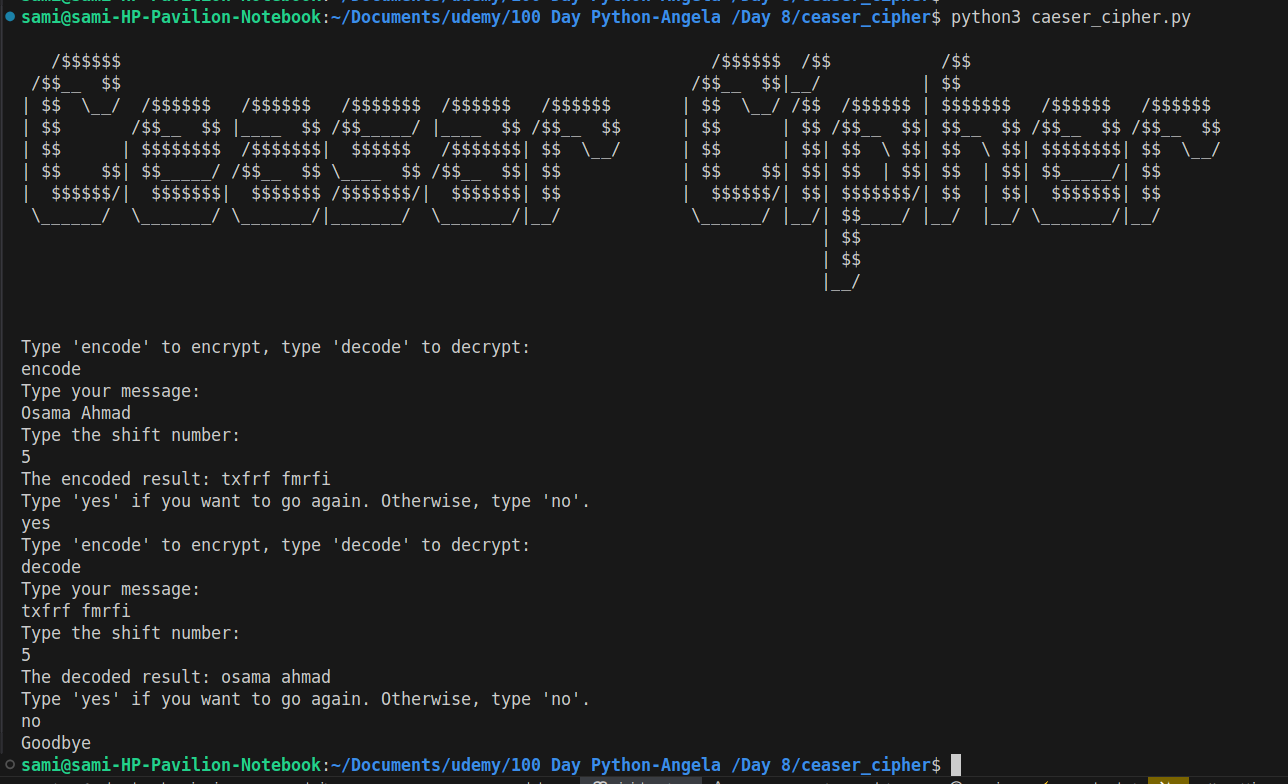 sami@sami-HP-Pavilion-Notebook:~/Documents/udemy/100 Day Python-Angela /Day 8/ceaser_cipher$ python3 caeser_cipher.py
   /$$$$$$                                                           /$$$$$$  /$$           /$$
 /$$__  $$                                                         /$$__  $$|__/          | $$
| $$  \__/  /$$$$$$   /$$$$$$   /$$$$$$$  /$$$$$$   /$$$$$$       | $$  \__/ /$$  /$$$$$$ | $$$$$$$   /$$$$$$   /$$$$$$
| $$       /$$__  $$ |____  $$ /$$_____/ |____  $$ /$$__  $$      | $$      | $$ /$$__  $$| $$__  $$ /$$__  $$ /$$__  $$
| $$      | $$$$$$$$  /$$$$$$$|  $$$$$$   /$$$$$$$| $$  \__/      | $$      | $$| $$  \ $$| $$  \ $$| $$$$$$$$| $$  \__/
| $$    $$| $$_____/ /$$__  $$ \____  $$ /$$__  $$| $$            | $$    $$| $$| $$  | $$| $$  | $$| $$_____/| $$
|  $$$$$$/|  $$$$$$$|  $$$$$$$ /$$$$$$$/|  $$$$$$$| $$            |  $$$$$$/| $$| $$$$$$$/| $$  | $$|  $$$$$$$| $$
 \______/  \_______/ \_______/|_______/  \_______/|__/             \______/ |__/| $$____/ |__/  |__/ \_______/|__/
                                                                                | $$
                                                                                | $$
                                                                                |__/
Type 'encode' to encrypt, type 'decode' to decrypt:
encode
Type your message:
Osama Ahmad
Type the shift number:
5
The encoded result: txfrf fmrfi
Type 'yes' if you want to go again. Otherwise, type 'no'.
yes
Type 'encode' to encrypt, type 'decode' to decrypt:
decode
Type your message:
txfrf fmrfi
Type the shift number:
5
The decoded result: osama ahmad
Type 'yes' if you want to go again. Otherwise, type 'no'.
no
Goodbye
sami@sami-HP-Pavilion-Notebook:~/Documents/udemy/100 Day Python-Angela /Day 8/ceaser_cipher$